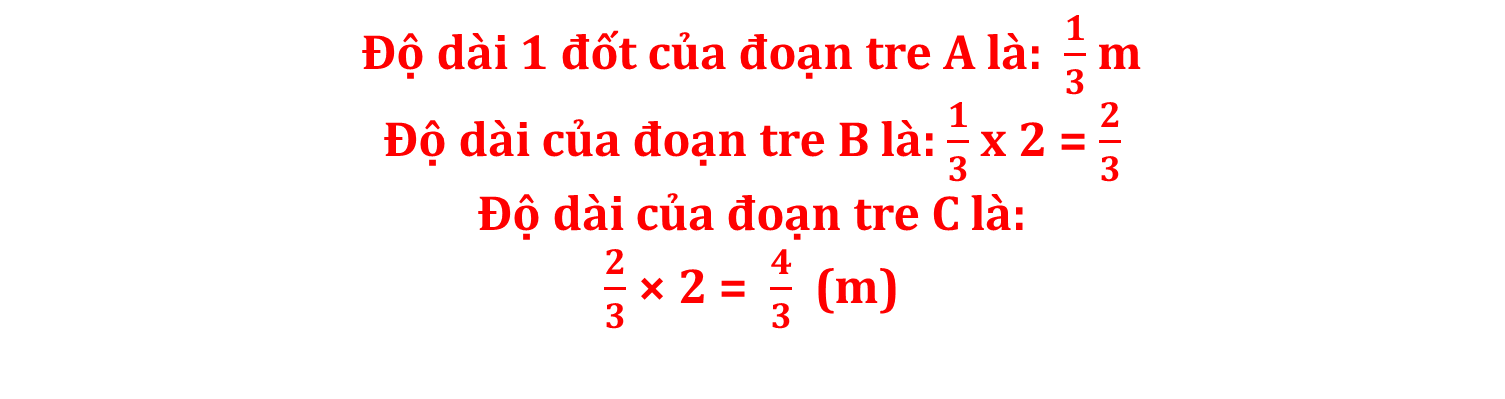 Độ dài 1 đốt của đoạn tre A là: 1/3 m
Độ dài của đoạn tre B là: 1/3 x 2 = 2/3
Độ dài của đoạn tre C là:
2/3 × 2 = 4/3 (m)